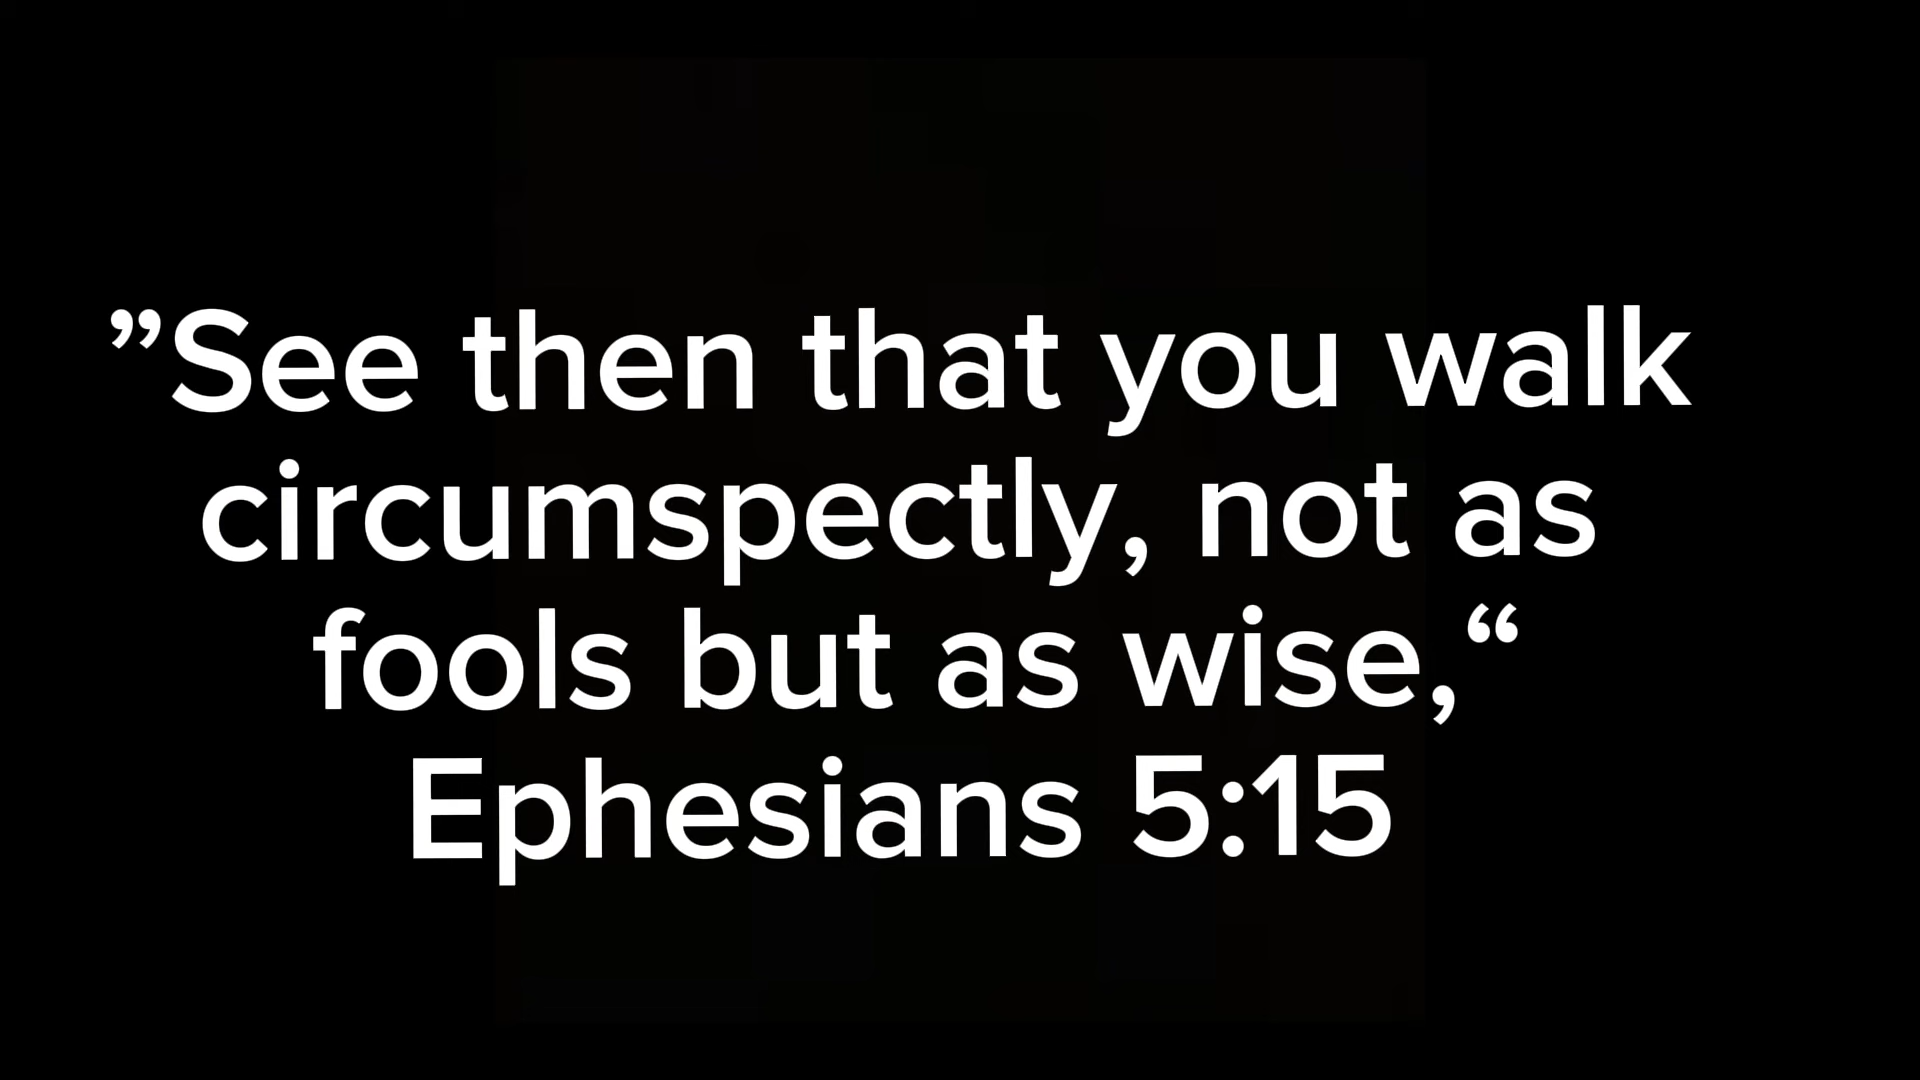 ”See then that you walk
circumspectly, not as
fools but as wise,“
Ephesians 5:15